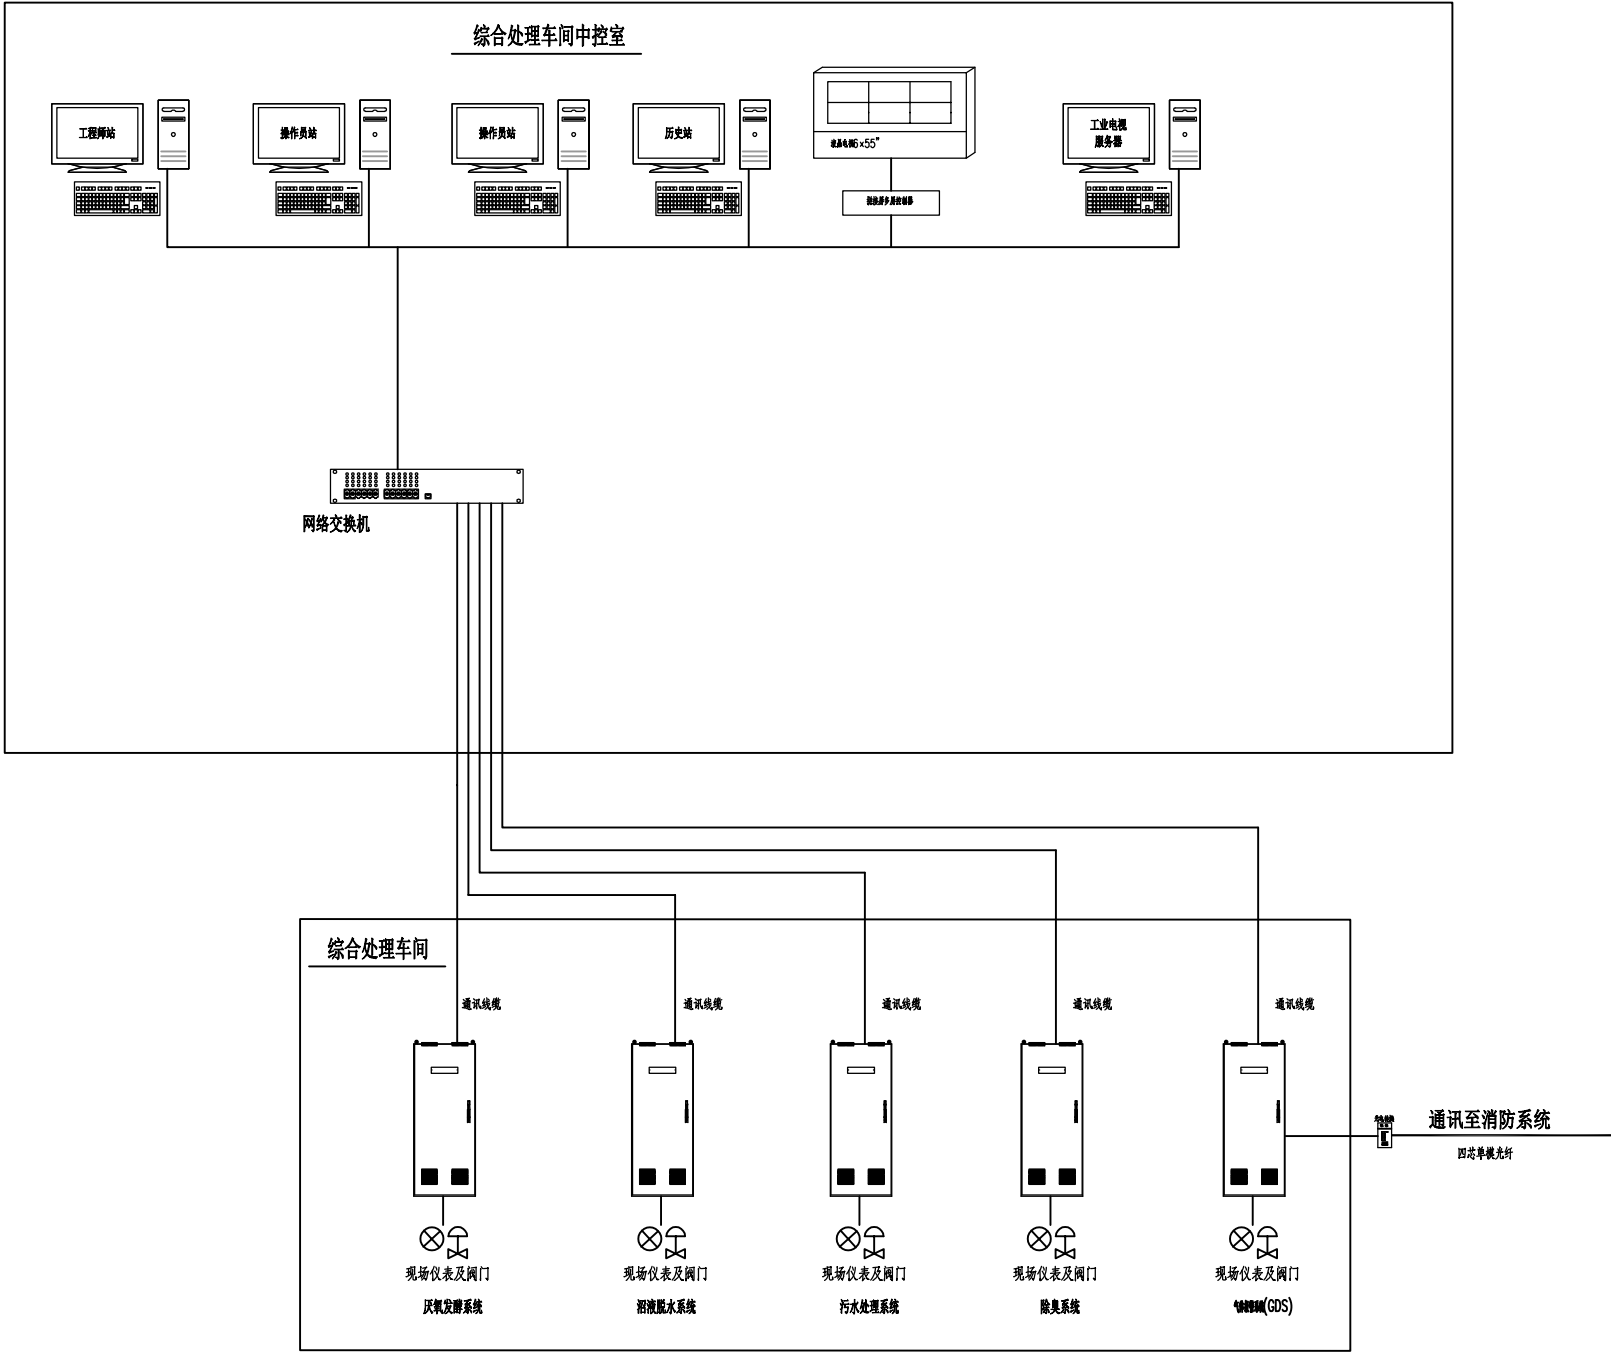 综合处理车间中控室
工程师站
操作员站
操作员站
历史站
液晶电视6×55"
工业电视
服务器
网络交换机
综合处理车间
通讯线缆
通讯线缆
通讯线缆
通讯线缆
通讯线缆
通讯至消防系统
四芯单模光纤
现场仪表及阀门
现场仪表及阀门
现场仪表及阀门
现场仪表及阀门
现场仪表及阀门
厌氧发酵系统
沼液脱水系统
污水处理系统
除臭系统
(GDS)